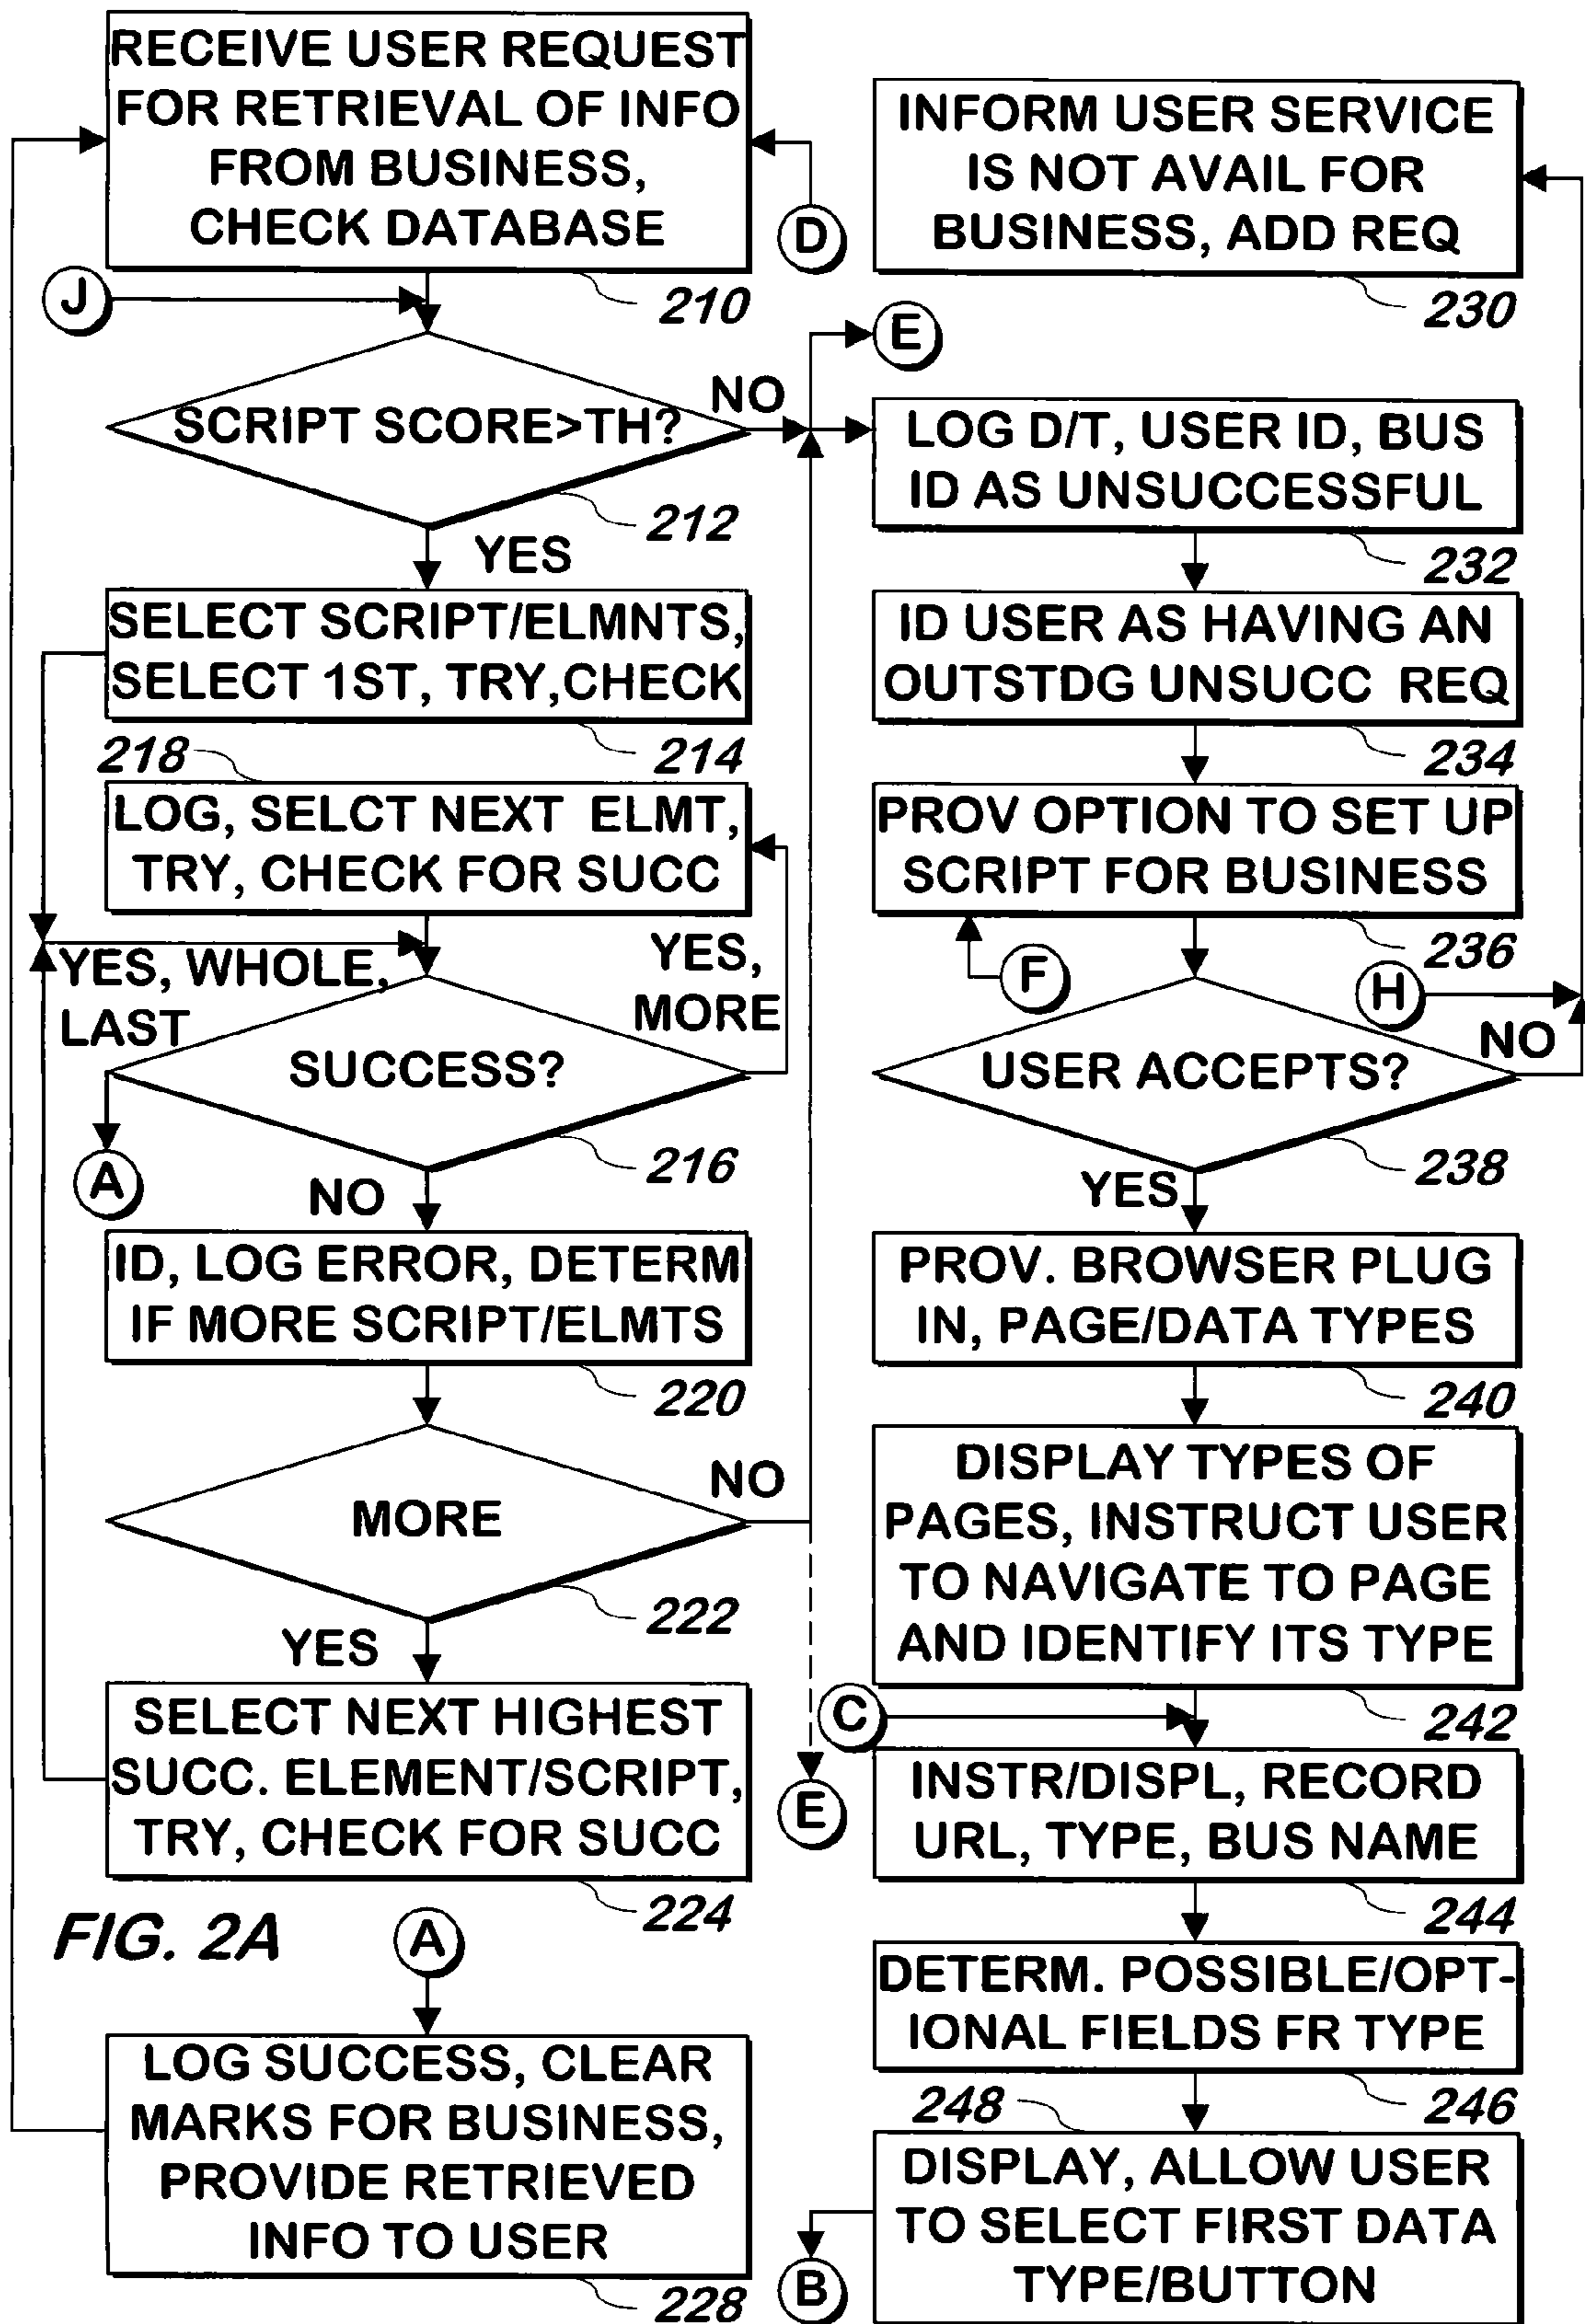 RECEIVE USER REQUEST
FOR RETRIEVAL OF INFO
FROM BUSINESS,
CHECK DATABASE
210
D
J
SCRIPT SCORE>TH?
NO
212
YES
SELECT SCRIPT/ELMNTS,
SELECT 1ST, TRY,CHECK
214
218
LOG, SELCT NEXT ELMT,
TRY, CHECK FOR SUCC
YES, WHOLE,
LAST
YES,
MORE
SUCCESS?
216
A
NO
ID, LOG ERROR, DETERM
IF MORE SCRIPT/ELMTS
220
MORE
NO
222
YES
SELECT NEXT HIGHEST
SUCC. ELEMENT/SCRIPT,
TRY, CHECK FOR SUCC
224
E
FIG. 2A
A
LOG SUCCESS, CLEAR
MARKS FOR BUSINESS,
PROVIDE RETRIEVED
INFO TO USER
228
INFORM USER SERVICE
IS NOT AVAIL FOR
BUSINESS, ADD REQ
230
E
LOG D/T, USER ID, BUS
ID AS UNSUCCESSFUL
232
ID USER AS HAVING AN
OUTSTDG UNSUCC REQ
234
PROV OPTION TO SET UP
SCRIPT FOR BUSINESS
236
F
H
NO
USER ACCEPTS?
238
YES
PROV. BROWSER PLUG
IN, PAGE/DATA TYPES
240
DISPLAY TYPES OF
PAGES, INSTRUCT USER
TO NAVIGATE TO PAGE
AND IDENTIFY ITS TYPE
242
C
INSTR/DISPL, RECORD
URL, TYPE, BUS NAME
244
DETERM. POSSIBLE/OPT-
IONAL FIELDS FR TYPE
246
248
DISPLAY, ALLOW USER
TO SELECT FIRST DATA
TYPE/BUTTON
B